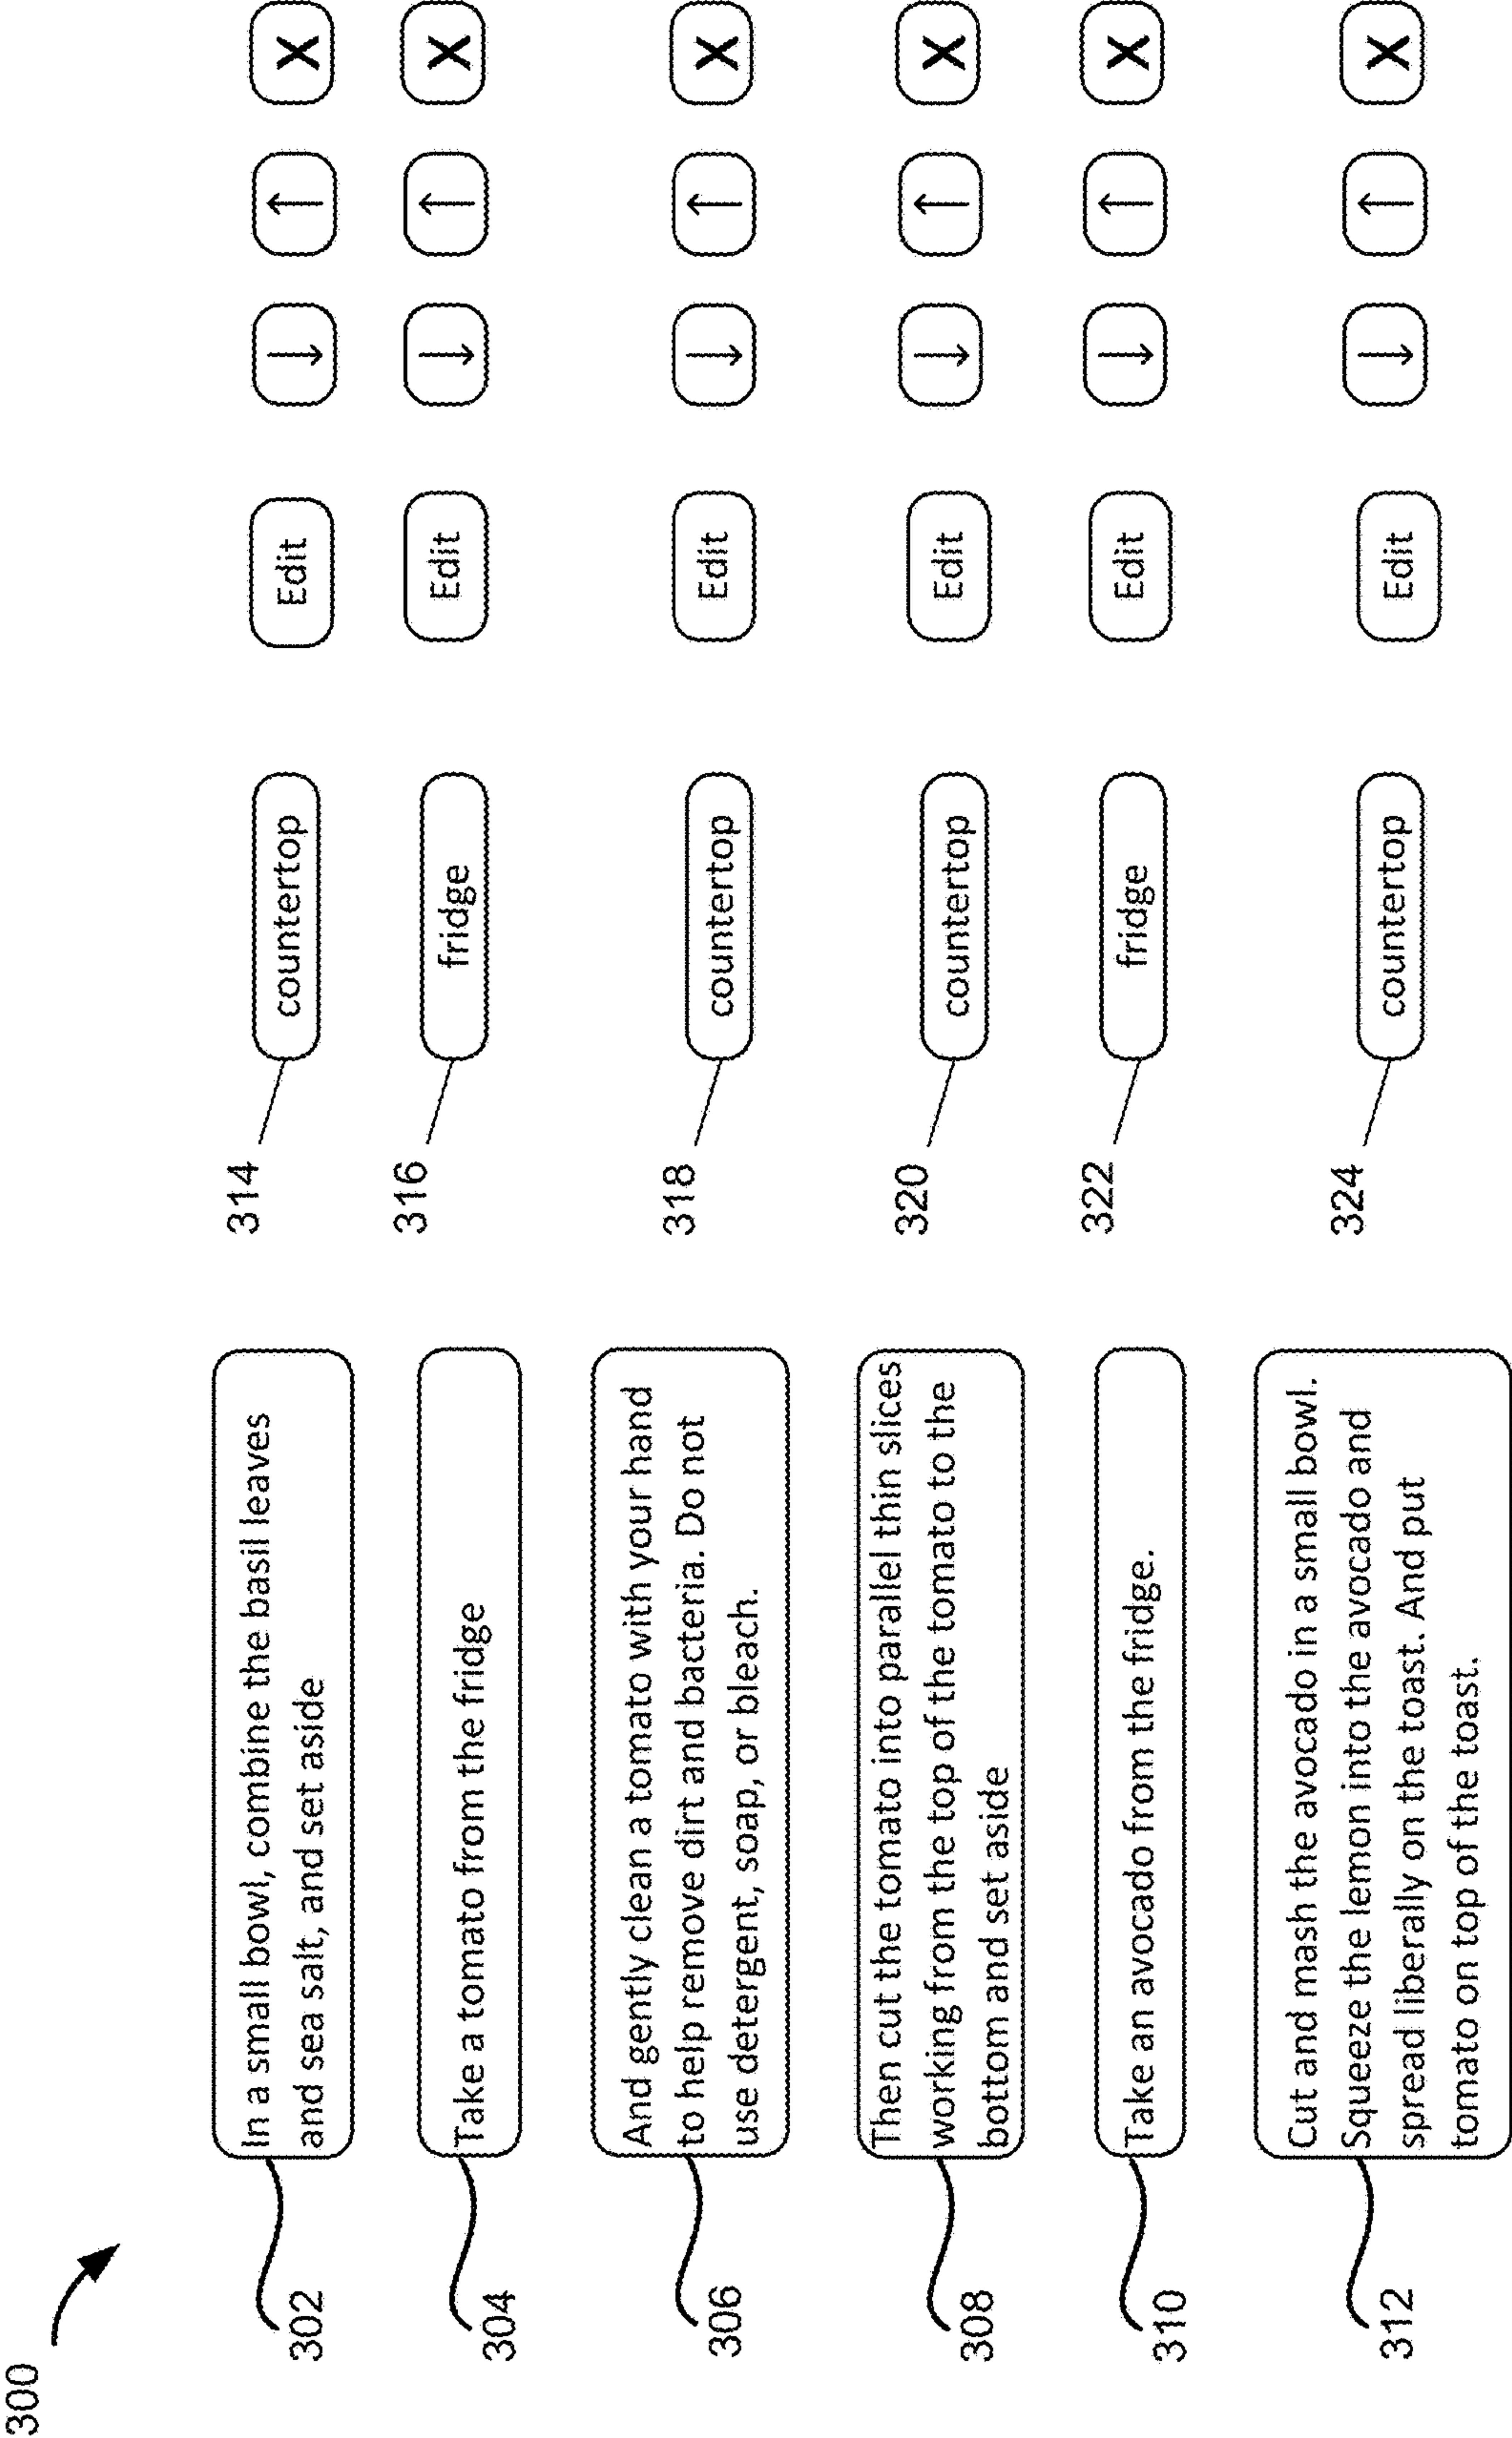 300
302
In a small bowl, combine the basil leaves
and sea salt, and set aside
314
countertop
Edit
↓
↑
X
304
Take a tomato from the fridge
316
fridge
Edit
↓
↑
X
306
And gently clean a tomato with your hand
to help remove dirt and bacteria. Do not
use detergent, soap, or bleach.
318
countertop
Edit
↓
↑
X
308
Then cut the tomato into parallel thin slices
working from the top of the tomato to the
bottom and set aside
320
countertop
Edit
↓
↑
X
310
Take an avocado from the fridge.
322
fridge
Edit
↓
↑
X
312
Cut and mash the avocado in a small bowl.
Squeeze the lemon into the avocado and
spread liberally on the toast. And put
tomato on top of the toast.
324
countertop
Edit
↓
↑
X